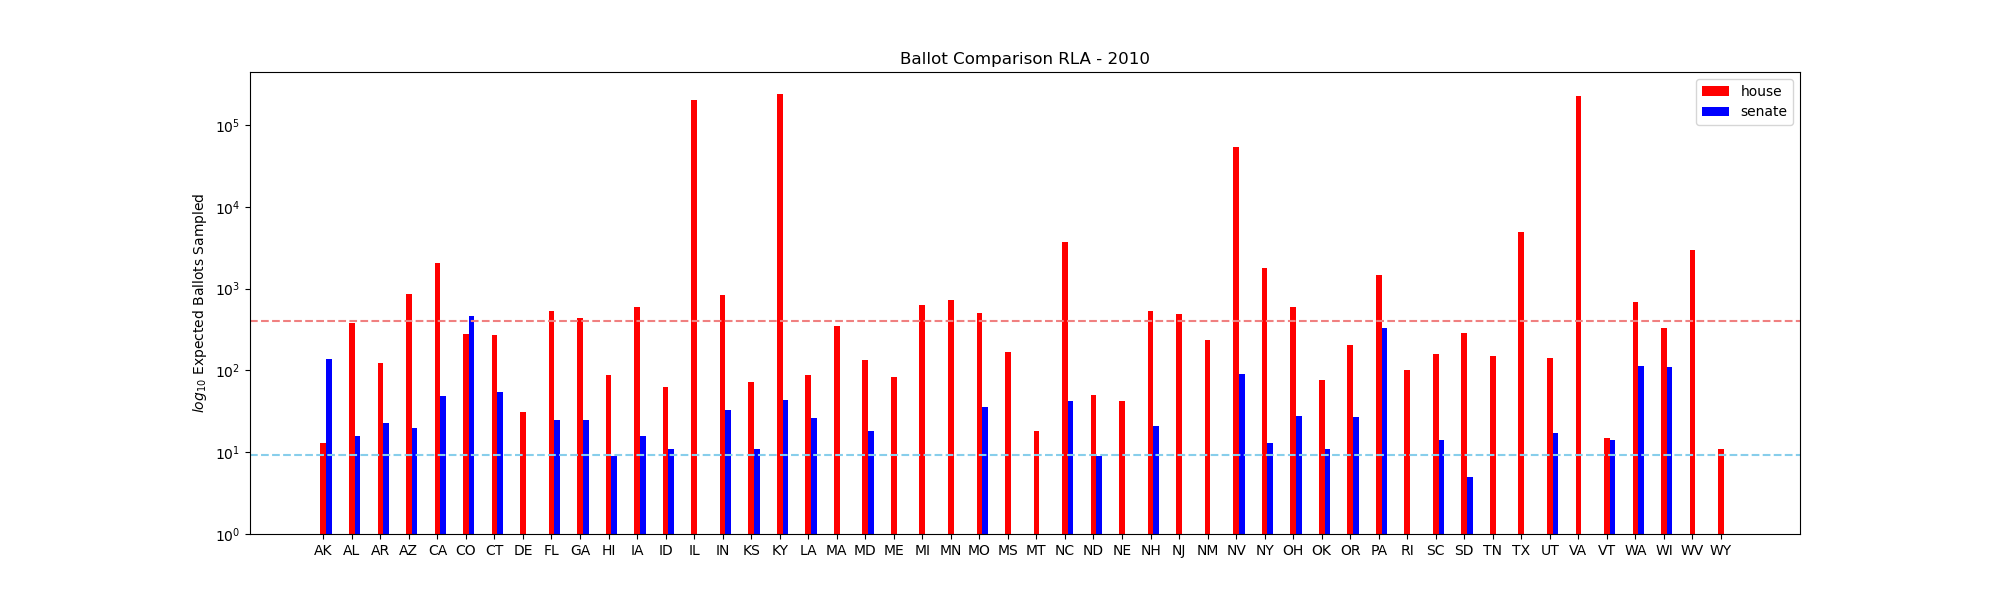 Ballot Comparison RLA - 2010
house
senate
10^5
10^4
10^3
10^2
10^1
10^0
log_10 Expected Ballots Sampled
AK AL AR AZ CA CO CT DE FL GA HI IA ID IL IN KS KY LA MA MD ME MI MN MO MS MT NC ND NE NH NJ NM NV NY OH OK OR PA RI SC SD TN TX UT VA VT WA WI WV WY